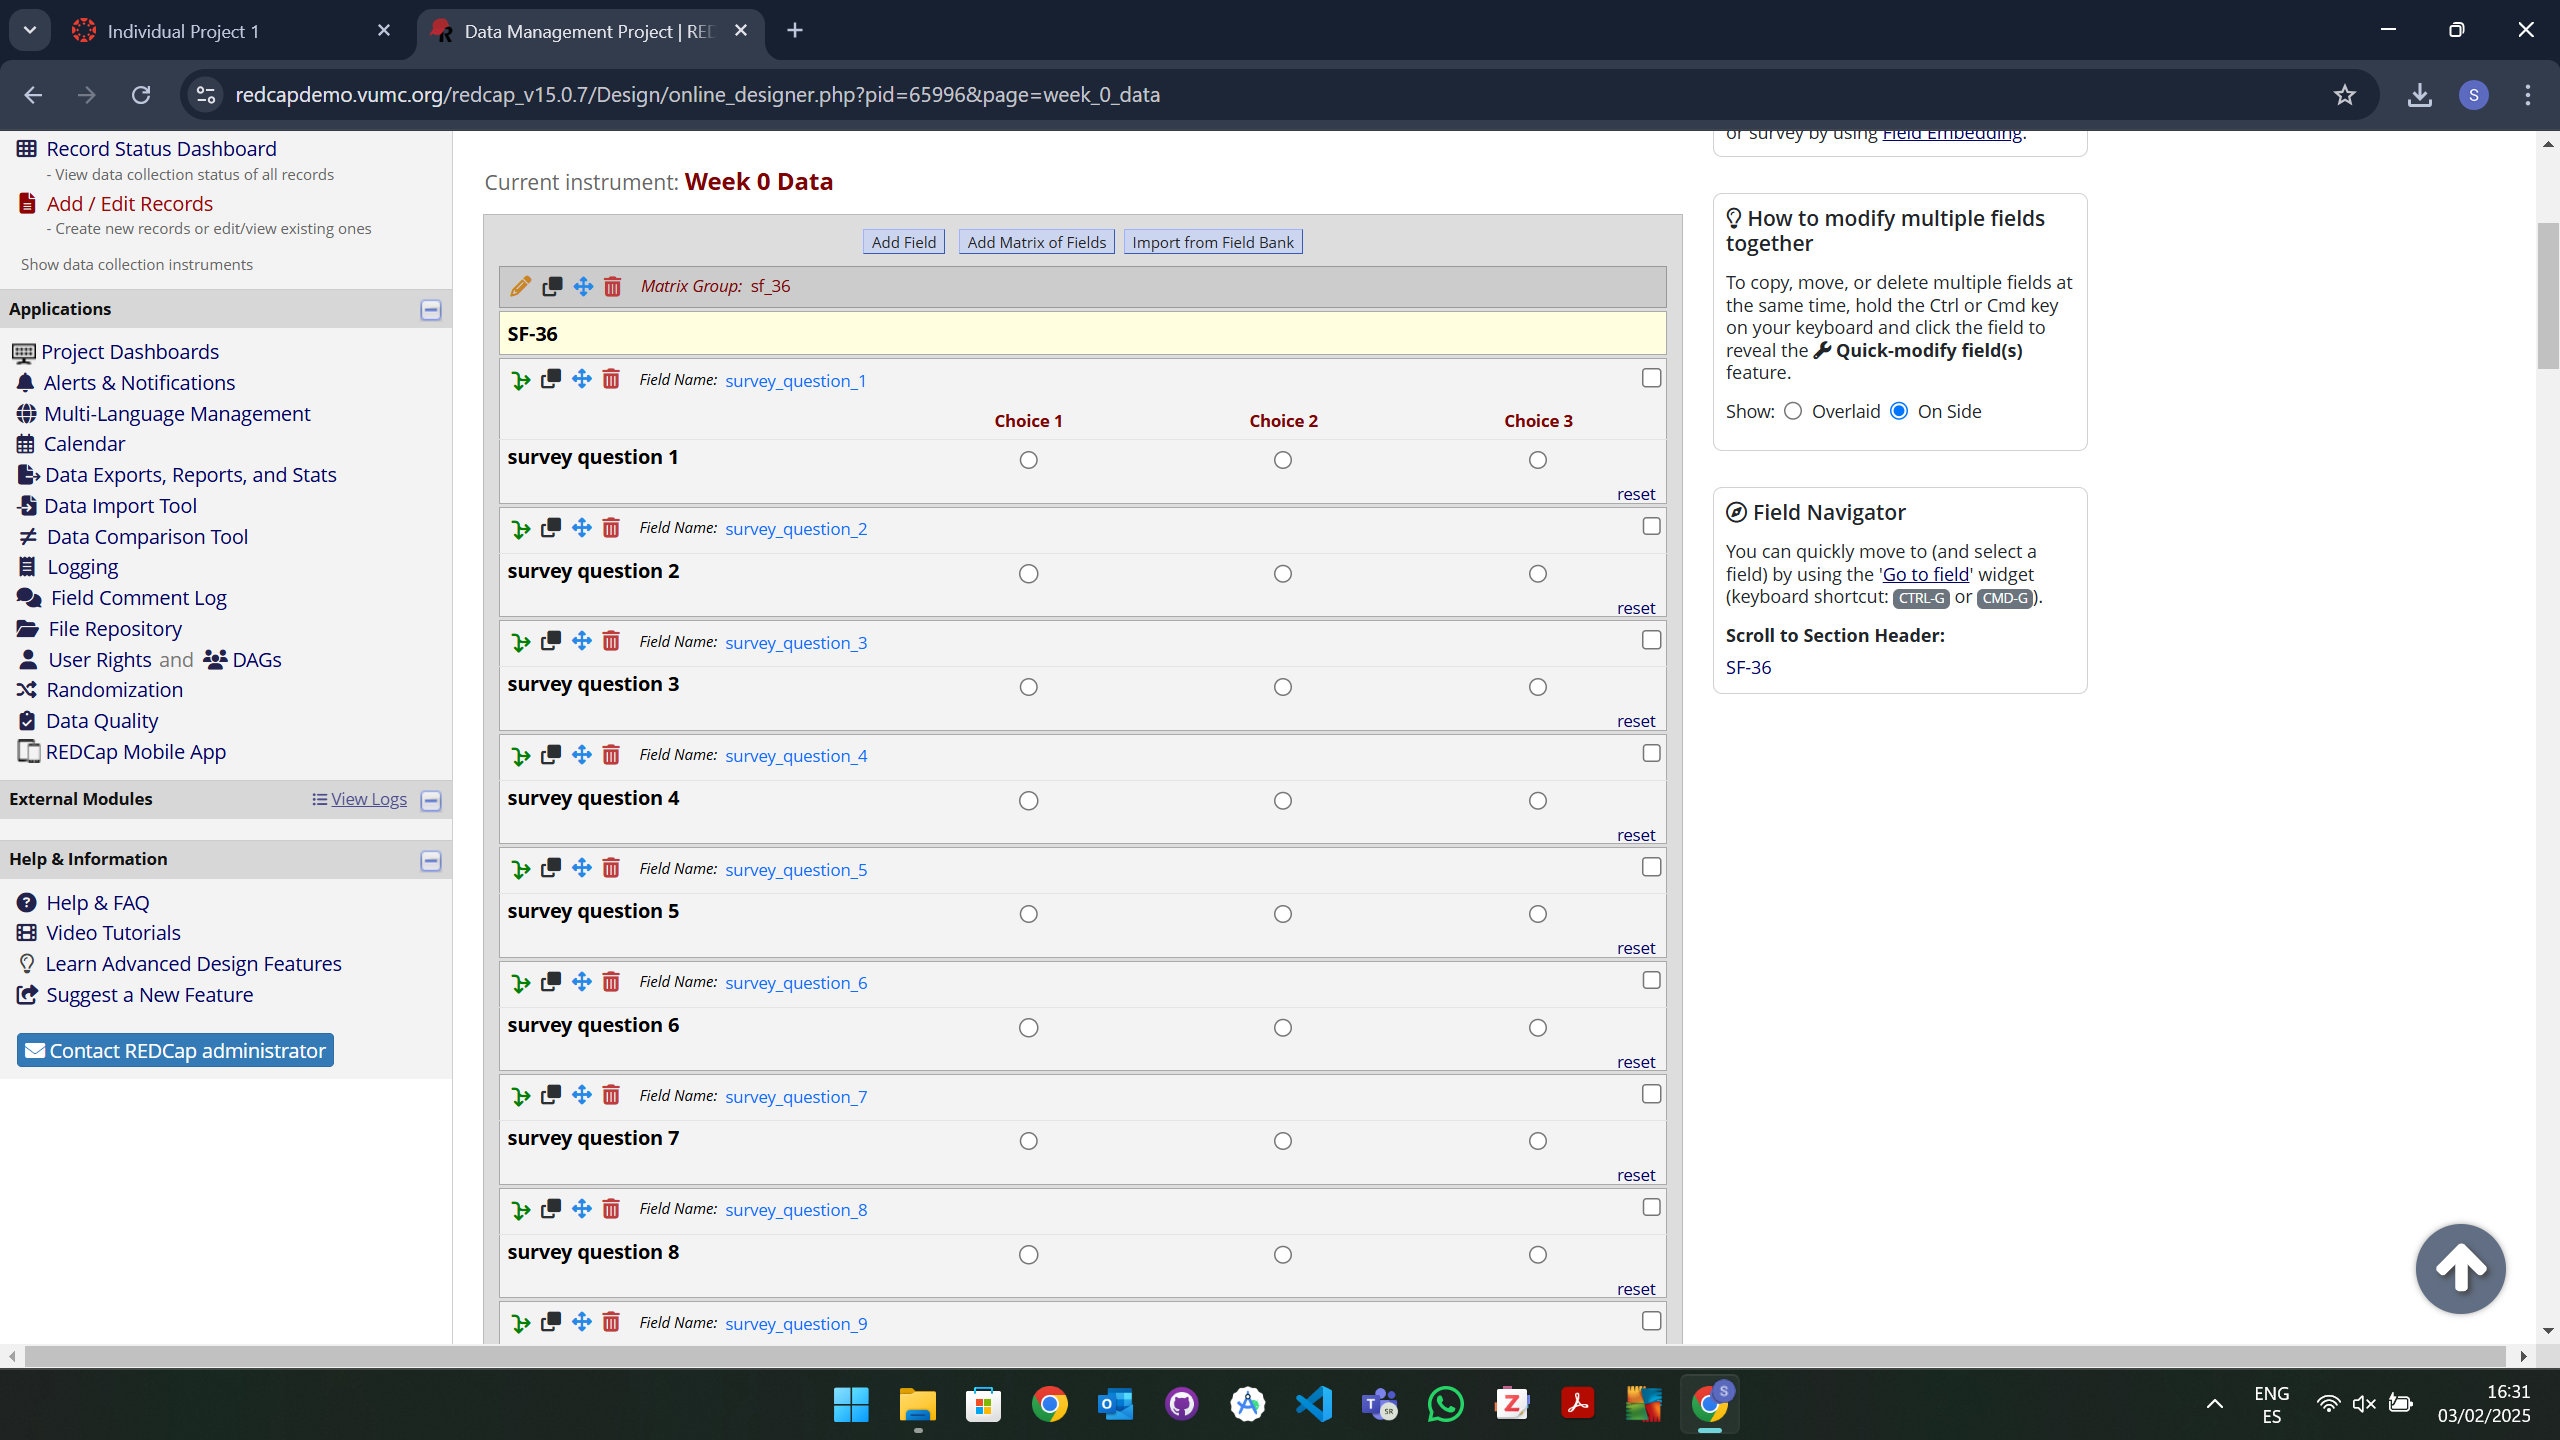 Individual Project 1
Data Management Project | RED
redcapdemo.vumc.org/redcap_v15.0.7/Design/online_designer.php?pid=65996&page=week_0_data
S
Record Status Dashboard
- View data collection status of all records
Add / Edit Records
- Create new records or edit/view existing ones
Show data collection instruments
Applications
Project Dashboards
Alerts & Notifications
Multi-Language Management
Calendar
Data Exports, Reports, and Stats
Data Import Tool
Data Comparison Tool
Logging
Field Comment Log
File Repository
User Rights and DAGs
Randomization
Data Quality
REDCap Mobile App
External Modules
View Logs
Help & Information
Help & FAQ
Video Tutorials
Learn Advanced Design Features
Suggest a New Feature
Contact REDCap administrator
Current instrument: Week 0 Data
Add Field
Add Matrix of Fields
Import from Field Bank
Matrix Group: sf_36
SF-36
Field Name: survey_question_1
Choice 1
Choice 2
Choice 3
survey question 1
reset
Field Name: survey_question_2
survey question 2
reset
Field Name: survey_question_3
survey question 3
reset
Field Name: survey_question_4
survey question 4
reset
Field Name: survey_question_5
survey question 5
reset
Field Name: survey_question_6
survey question 6
reset
Field Name: survey_question_7
survey question 7
reset
Field Name: survey_question_8
survey question 8
reset
Field Name: survey_question_9
or survey by using Field Embedding.
How to modify multiple fields
together
To copy, move, or delete multiple fields at
the same time, hold the Ctrl or Cmd key
on your keyboard and click the field to
reveal the Quick-modify field(s)
feature.
Show: Overlaid On Side
Field Navigator
You can quickly move to (and select a
field) by using the 'Go to field' widget
(keyboard shortcut: CTRL-G or CMD-G).
Scroll to Section Header:
SF-36
ENG
ES
16:31
03/02/2025